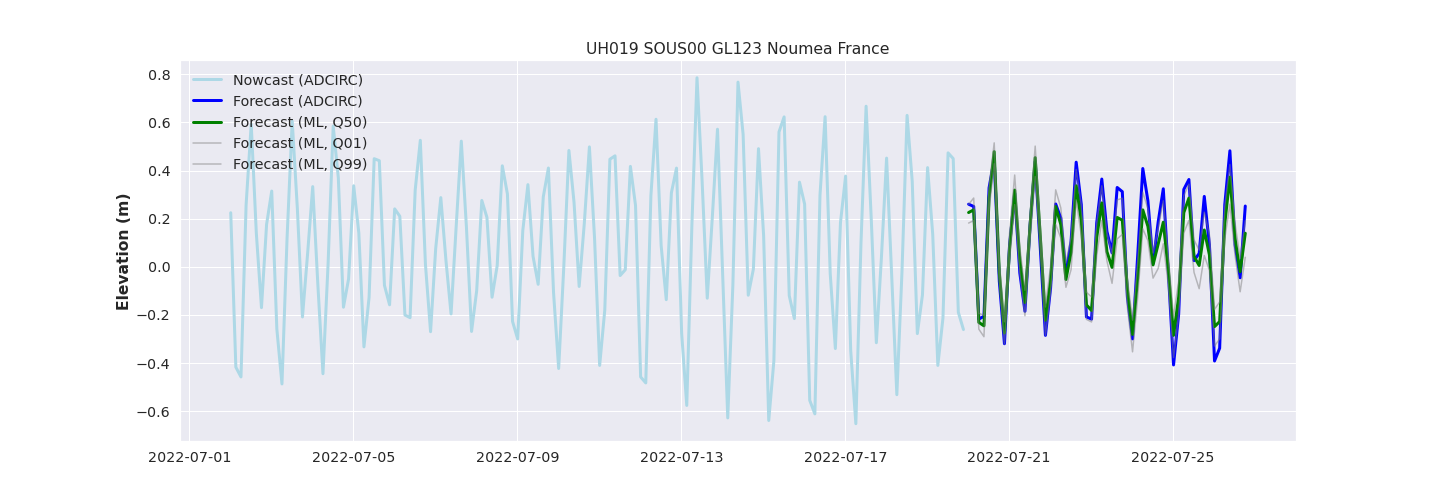 UH019 SOUS00 GL123 Noumea France
Nowcast (ADCIRC)
Forecast (ADCIRC)
Forecast (ML, Q50)
Forecast (ML, Q01)
Forecast (ML, Q99)
Elevation (m)
0.8
0.6
0.4
0.2
0.0
−0.2
−0.4
−0.6
2022-07-01 2022-07-05 2022-07-09 2022-07-13 2022-07-17 2022-07-21 2022-07-25